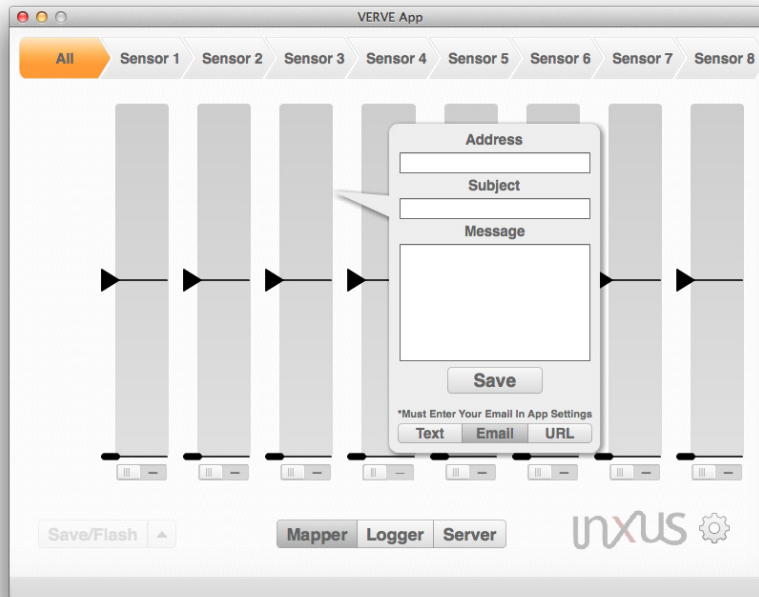 VERVE App
All Sensor 1 Sensor 2 Sensor 3 Sensor 4 Sensor 5 Sensor 6 Sensor 7 Sensor 8
Address
Subject
Message
Save
*Must Enter Your Email In App Settings
Text Email URL
Save/Flash
Mapper Logger Server
inxus